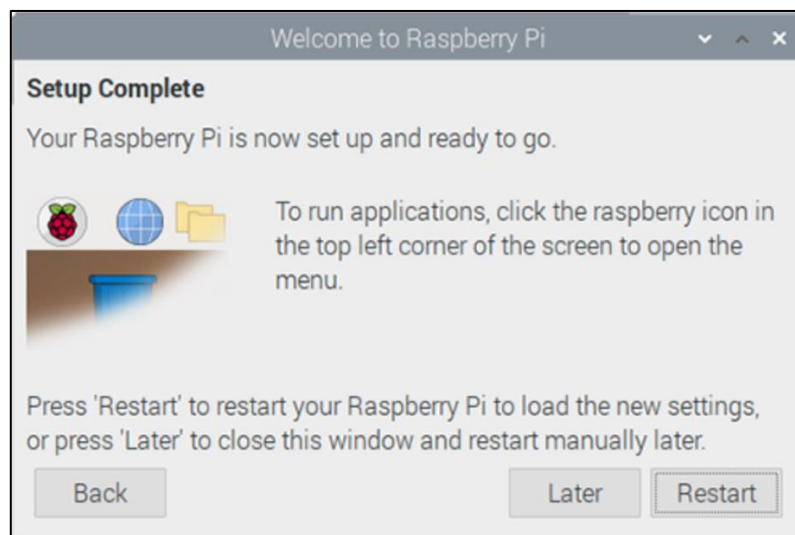 Welcome to Raspberry Pi
Setup Complete
Your Raspberry Pi is now set up and ready to go.
To run applications, click the raspberry icon in
the top left corner of the screen to open the
menu.
Press 'Restart' to restart your Raspberry Pi to load the new settings,
or press 'Later' to close this window and restart manually later.
Back Later Restart